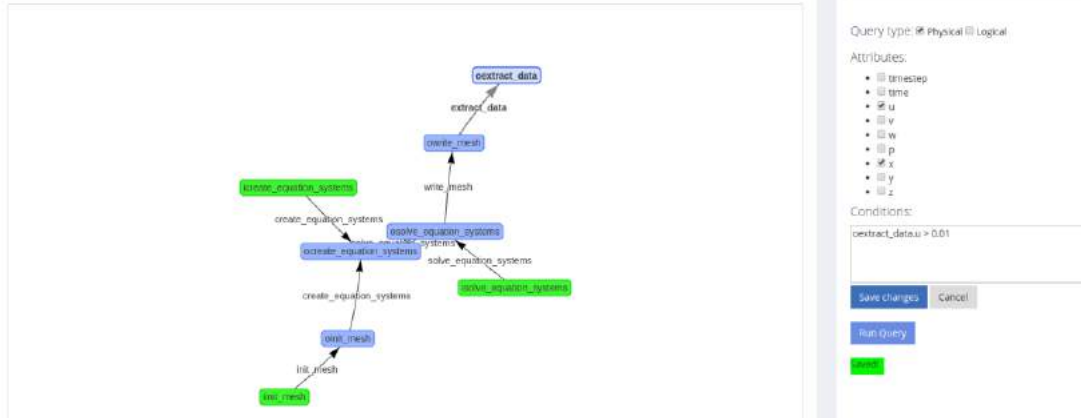 oextract_data
extract_data
owrite_mesh
write_mesh
icreate_equation_systems
create_equation_systems
osolve_equation_systems
solve_equation_systems
ocreate_equation_systems
solve_equation_systems
isolve_equation_systems
create_equation_systems
oinit_mesh
init_mesh
iinit_mesh
Query type: Physical Logical
Attributes:
timestep
time
u
v
w
p
x
y
z
Conditions:
oextract_data.u > 0.01
Save changes Cancel
Run Query
Saved!